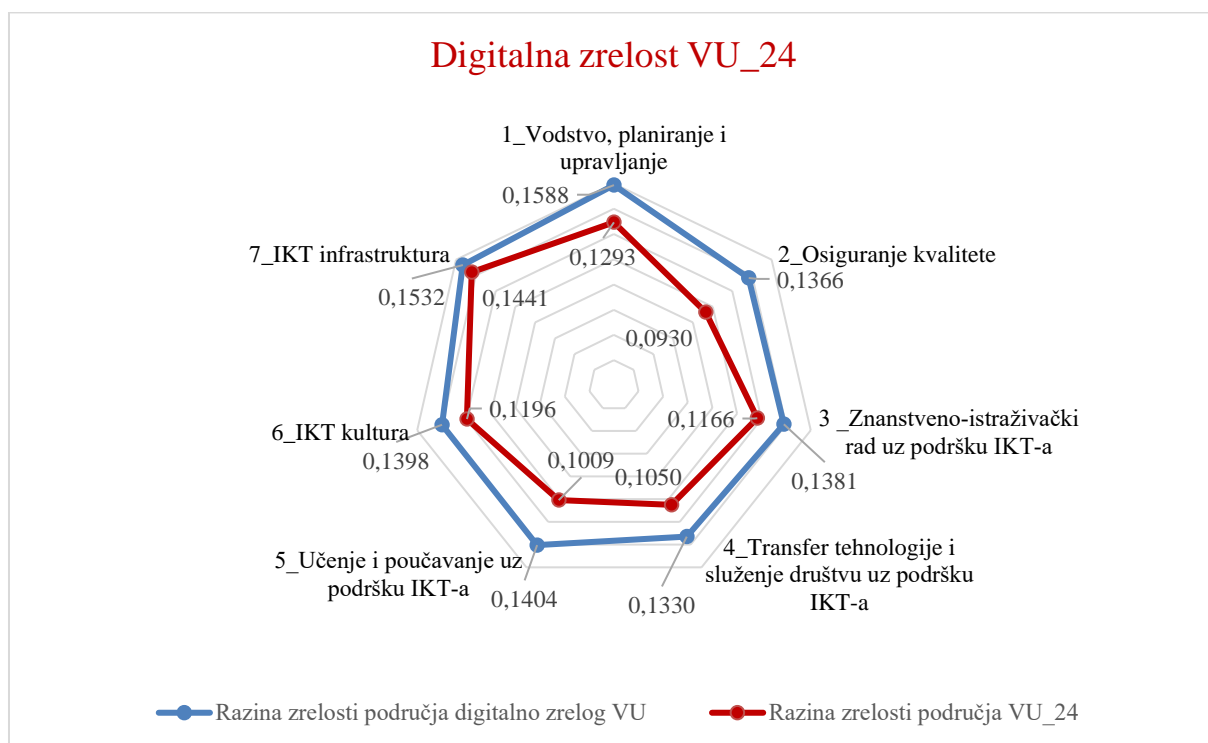 Digitalna zrelost VU_24
1_Vodstvo, planiranje i
upravljanje
0,1588
0,1293
2_Osiguranje kvalitete
0,1366
0,0930
3 _Znanstveno-istraživački
rad uz podršku IKT-a
0,1381
0,1166
4_Transfer tehnologije i
služenje društvu uz podršku
IKT-a
0,1330
0,1050
5_Učenje i poučavanje uz
podršku IKT-a
0,1404
0,1009
6_IKT kultura
0,1398
0,1196
7_IKT infrastruktura
0,1532
0,1441
Razina zrelosti područja digitalno zrelog VU
Razina zrelosti područja VU_24